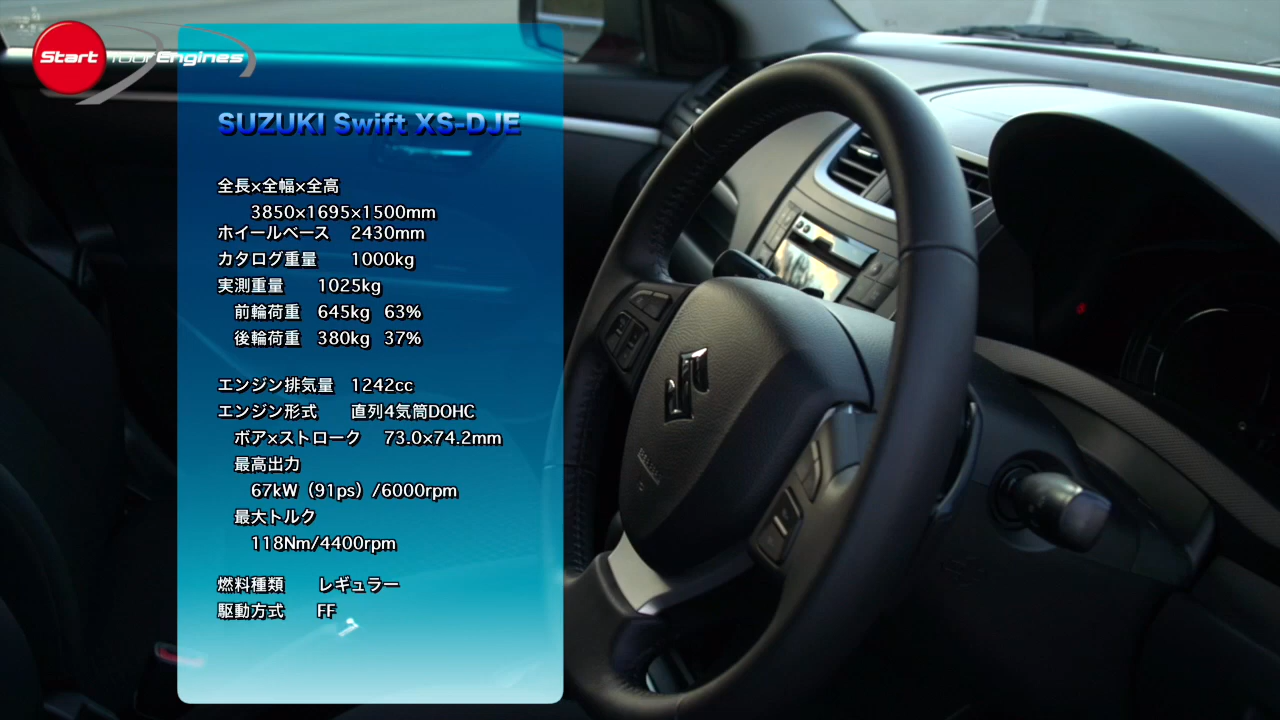 Start Your Engines
SUZUKI Swift XS-DJE
全長×全幅×全高
3850×1695×1500mm
ホイールベース 2430mm
カタログ重量 1000kg
実測重量 1025kg
前輪荷重 645kg 63%
後輪荷重 380kg 37%
エンジン排気量 1242cc
エンジン形式 直列4気筒DOHC
ボア×ストローク 73.0×74.2mm
最高出力
67kW（91ps）/6000rpm
最大トルク
118Nm/4400rpm
燃料種類 レギュラー
駆動方式 FF